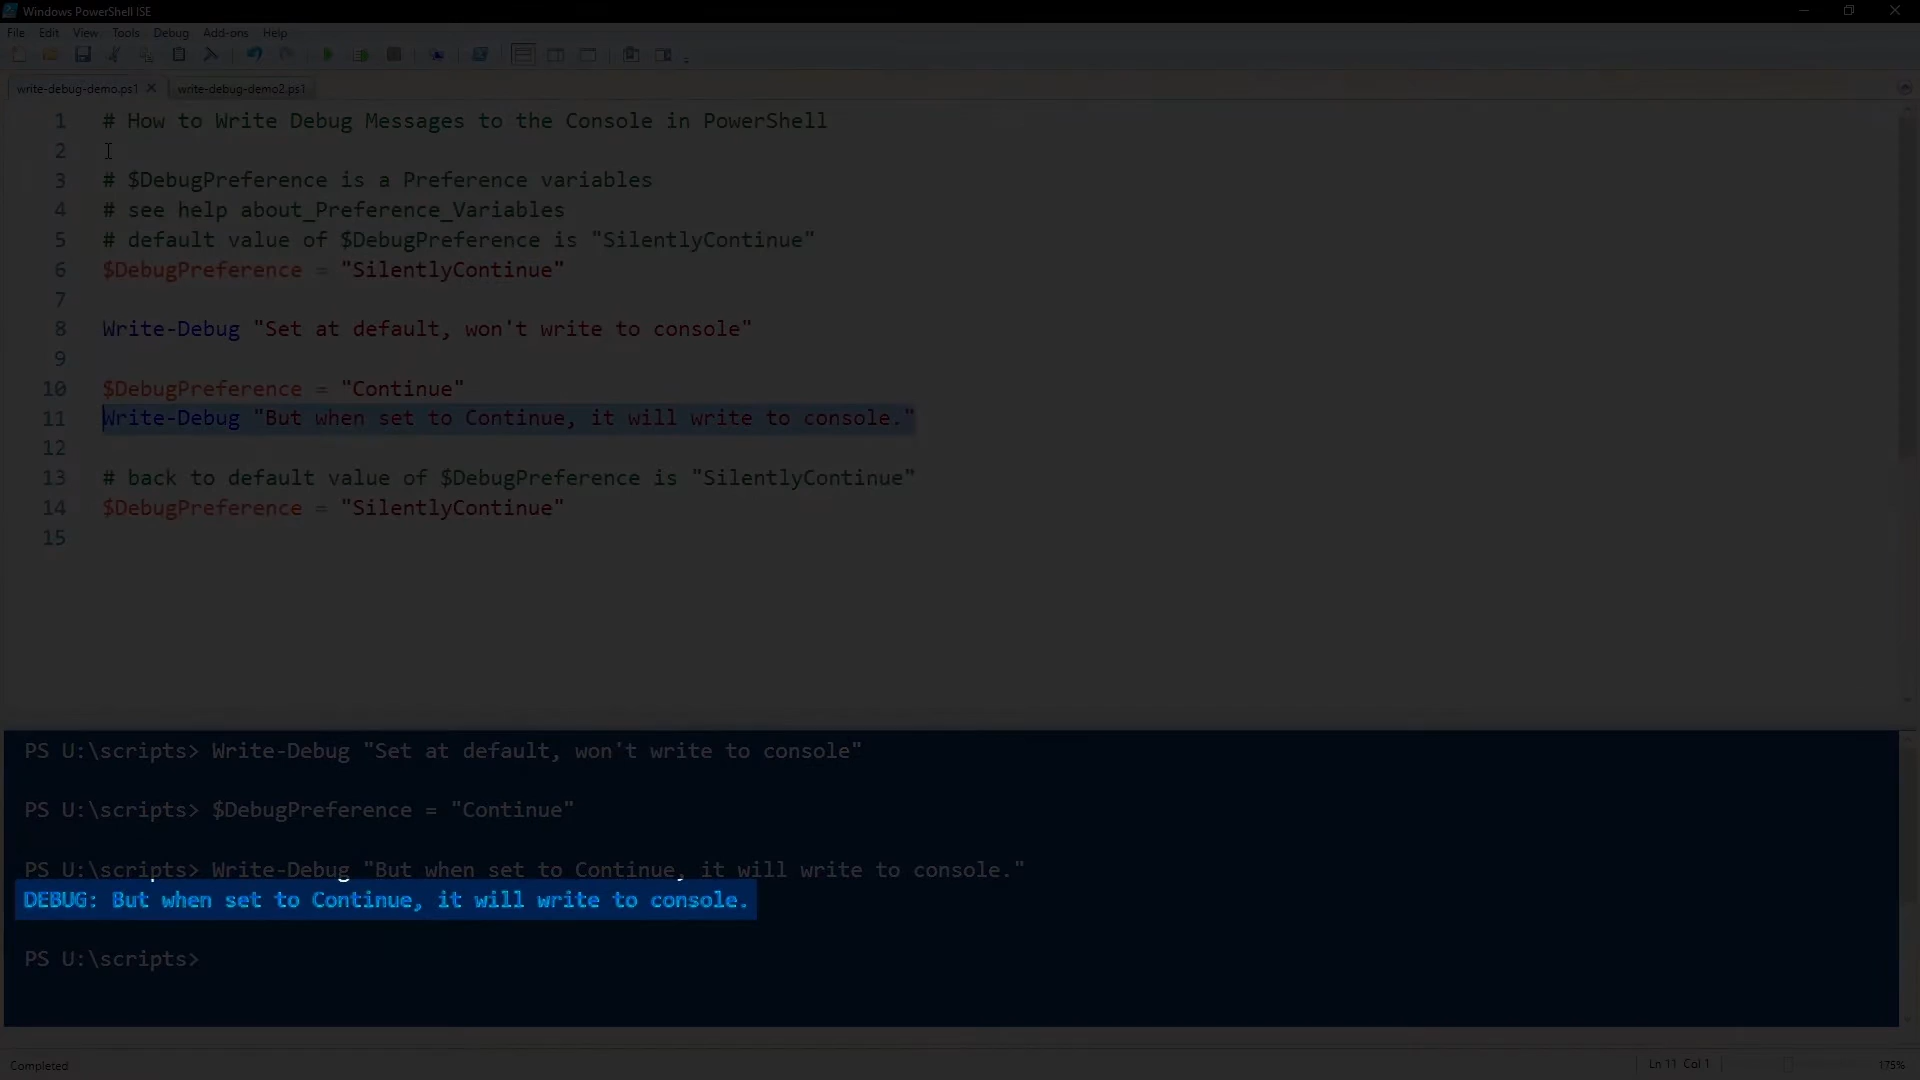 Windows PowerShell ISE
File Edit View Tools Debug Add-ons Help
write-debug-demo.ps1 write-debug-demo2.ps1
1 # How to Write Debug Messages to the Console in PowerShell
2
3 # $DebugPreference is a Preference variables
4 # see help about_Preference_Variables
5 # default value of $DebugPreference is "SilentlyContinue"
6 $DebugPreference = "SilentlyContinue"
7
8 Write-Debug "Set at default, won't write to console"
9
10 $DebugPreference = "Continue"
11 Write-Debug "But when set to Continue, it will write to console."
12
13 # back to default value of $DebugPreference is "SilentlyContinue"
14 $DebugPreference = "SilentlyContinue"
15
PS U:\scripts> Write-Debug "Set at default, won't write to console"
PS U:\scripts> $DebugPreference = "Continue"
PS U:\scripts> Write-Debug "But when set to Continue, it will write to console."
DEBUG: But when set to Continue, it will write to console.
PS U:\scripts>
Completed Ln 11 Col 1 175%